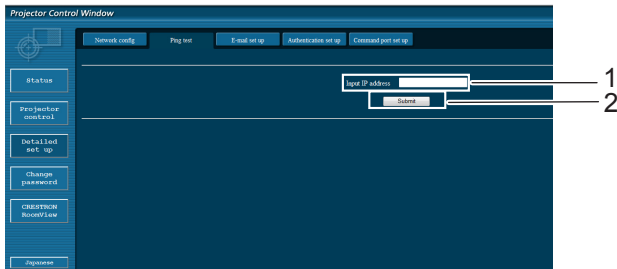 Projector Control Window
Network config Ping test E-mail set up Authentication set up Command port set up
Status
Input IP address
1
Submit
2
Projector
control
Detailed
set up
Change
password
CRESTRON
RoomView
Japanese